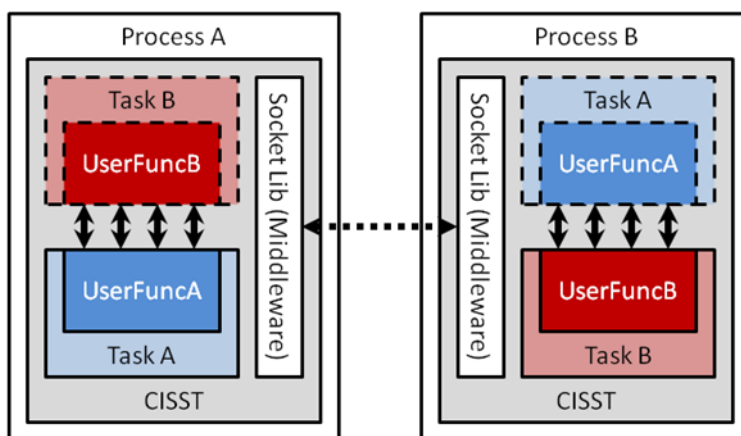 Process A
Task B
UserFuncB
UserFuncA
Task A
CISST
Socket Lib (Middleware)
Process B
Socket Lib (Middleware)
Task A
UserFuncA
UserFuncB
Task B
CISST